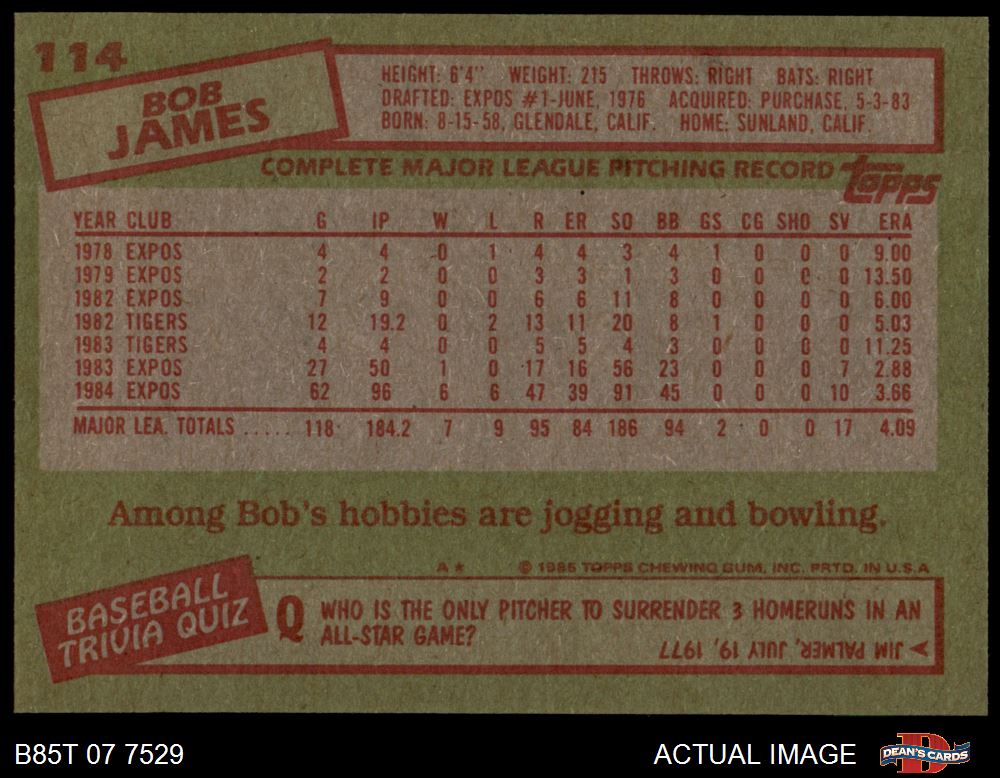 114
BOB
JAMES
HEIGHT: 6'4" WEIGHT: 215 THROWS: RIGHT BATS: RIGHT
DRAFTED: EXPOS #1-JUNE, 1976 ACQUIRED: PURCHASE, 5-3-83
BORN: 8-15-58, GLENDALE, CALIF. HOME: SUNLAND, CALIF.
COMPLETE MAJOR LEAGUE PITCHING RECORD topps
YEAR CLUB G IP W L R ER SO BB GS CG SHO SV ERA
1978 EXPOS 4 4 0 1 4 4 3 4 1 0 0 0 9.00
1979 EXPOS 2 2 0 0 3 3 1 3 0 0 0 0 13.50
1982 EXPOS 7 9 0 0 6 6 11 8 0 0 0 0 6.00
1982 TIGERS 12 19.2 0 2 13 11 20 8 1 0 0 0 5.03
1983 TIGERS 4 4 0 0 5 5 4 3 0 0 0 0 11.25
1983 EXPOS 27 50 1 0 17 16 56 23 0 0 0 7 2.88
1984 EXPOS 62 96 6 6 47 39 91 45 0 0 0 10 3.66
MAJOR LEA. TOTALS ..... 118 184.2 7 9 95 84 186 94 2 0 0 17 4.09
Among Bob's hobbies are jogging and bowling.
A* © 1985 TOPPS CHEWING GUM, INC. PRTD. IN U.S.A
BASEBALL
TRIVIA QUIZ
Q WHO IS THE ONLY PITCHER TO SURRENDER 3 HOMERUNS IN AN
ALL-STAR GAME?
JIM PALMER, JULY 19, 1977
B85T 07 7529
ACTUAL IMAGE
DEAN'S CARDS